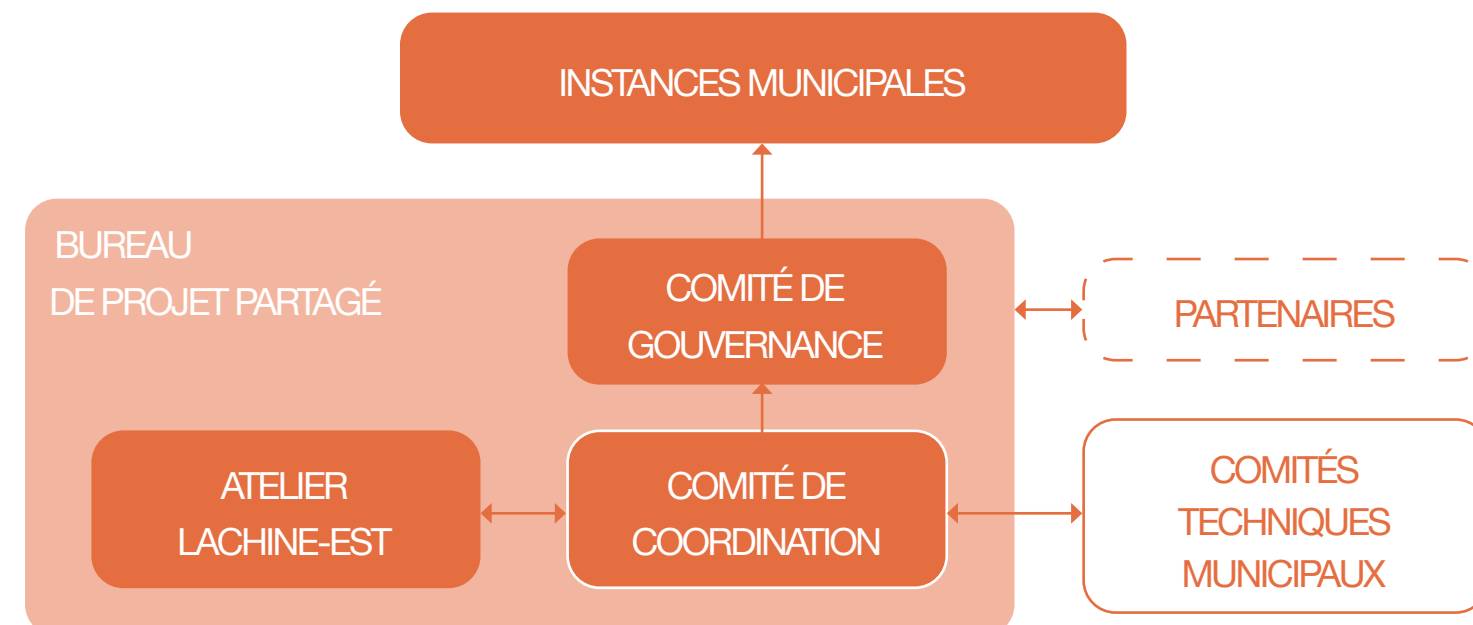 INSTANCES MUNICIPALES
BUREAU
DE PROJET PARTAGÉ
COMITÉ DE
GOUVERNANCE
PARTENAIRES
ATELIER
LACHINE-EST
COMITÉ DE
COORDINATION
COMITÉS
TECHNIQUES
MUNICIPAUX